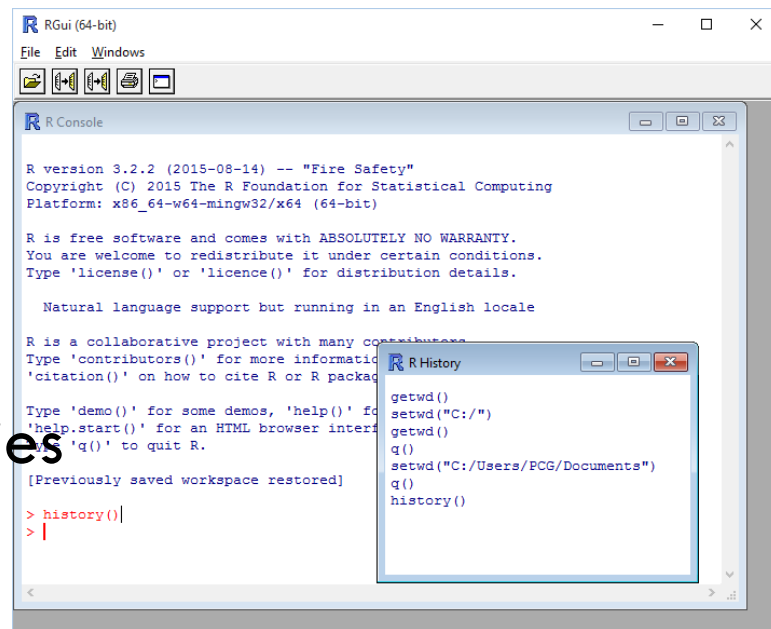 RGui (64-bit)
File Edit Windows
R Console
R version 3.2.2 (2015-08-14) -- "Fire Safety"
Copyright (C) 2015 The R Foundation for Statistical Computing
Platform: x86_64-w64-mingw32/x64 (64-bit)
R is free software and comes with ABSOLUTELY NO WARRANTY.
You are welcome to redistribute it under certain conditions.
Type 'license()' or 'licence()' for distribution details.
Natural language support but running in an English locale
R is a collaborative project with many
Type 'contributors()' for more
'citation()' on how to cite R or R
Type 'demo()' for some demos, 'help()'
'help.start()' for an HTML browser
'q()' to quit R.
[Previously saved workspace restored]
> history()
>
R History
getwd()
setwd("C:/")
getwd()
q()
setwd("C:/Users/PCG/Documents")
q()
history()